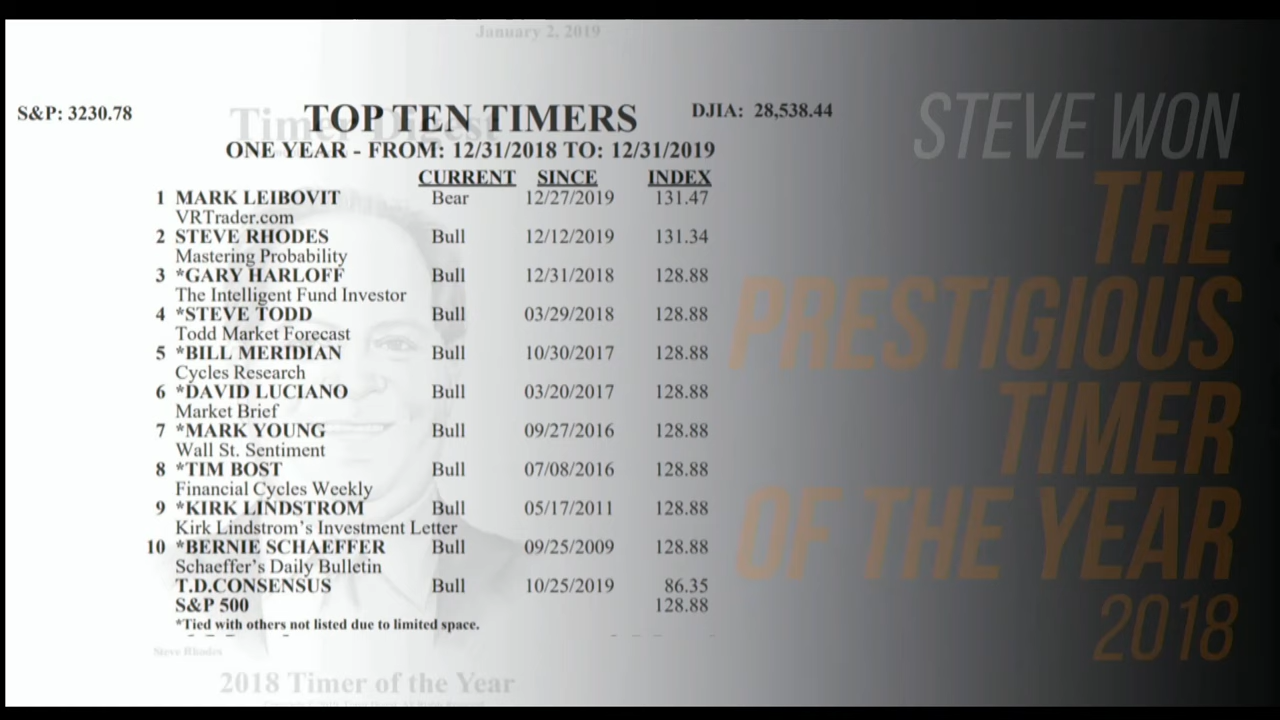 January 2, 2019
S&P: 3230.78
Timer Digest
TOP TEN TIMERS
DJIA: 28,538.44
ONE YEAR - FROM: 12/31/2018 TO: 12/31/2019
CURRENT SINCE INDEX
1 MARK LEIBOVIT Bear 12/27/2019 131.47
VRTrader.com
2 STEVE RHODES Bull 12/12/2019 131.34
Mastering Probability
3 *GARY HARLOFF Bull 12/31/2018 128.88
The Intelligent Fund Investor
4 *STEVE TODD Bull 03/29/2018 128.88
Todd Market Forecast
5 *BILL MERIDIAN Bull 10/30/2017 128.88
Cycles Research
6 *DAVID LUCIANO Bull 03/20/2017 128.88
Market Brief
7 *MARK YOUNG Bull 09/27/2016 128.88
Wall St. Sentiment
8 *TIM BOST Bull 07/08/2016 128.88
Financial Cycles Weekly
9 *KIRK LINDSTROM Bull 05/17/2011 128.88
Kirk Lindstrom's Investment Letter
10 *BERNIE SCHAEFFER Bull 09/25/2009 128.88
Schaeffer's Daily Bulletin
T.D.CONSENSUS Bull 10/25/2019 86.35
S&P 500 128.88
*Tied with others not listed due to limited space.
Steve Rhodes
2018 Timer of the Year
STEVE WON
THE
PRESTIGIOUS
TIMER
OF THE YEAR
2018